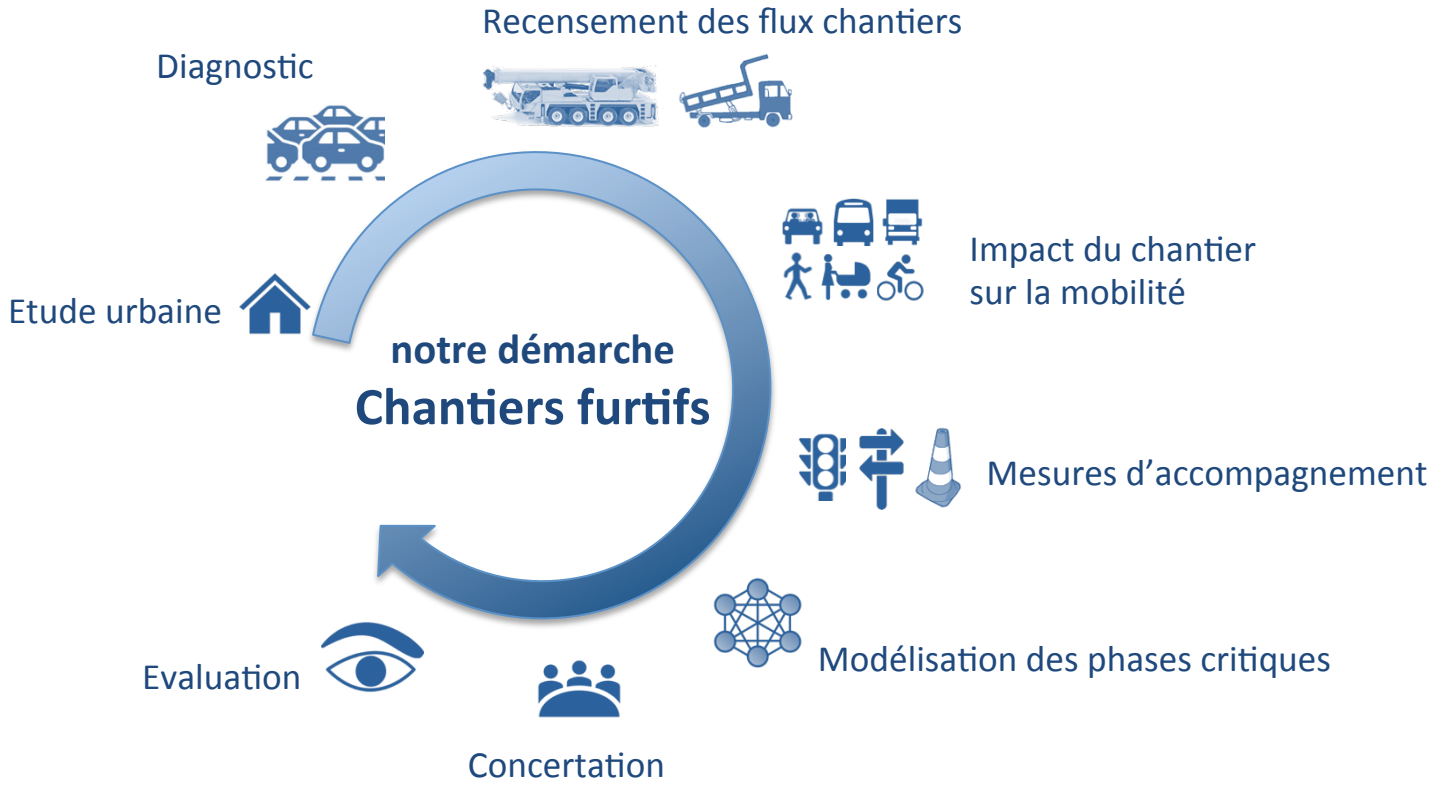 Recensement des flux chantiers
Diagnostic
Impact du chantier
sur la mobilité
Etude urbaine
notre démarche
Chantiers furtifs
Mesures d’accompagnement
Modélisation des phases critiques
Evaluation
Concertation